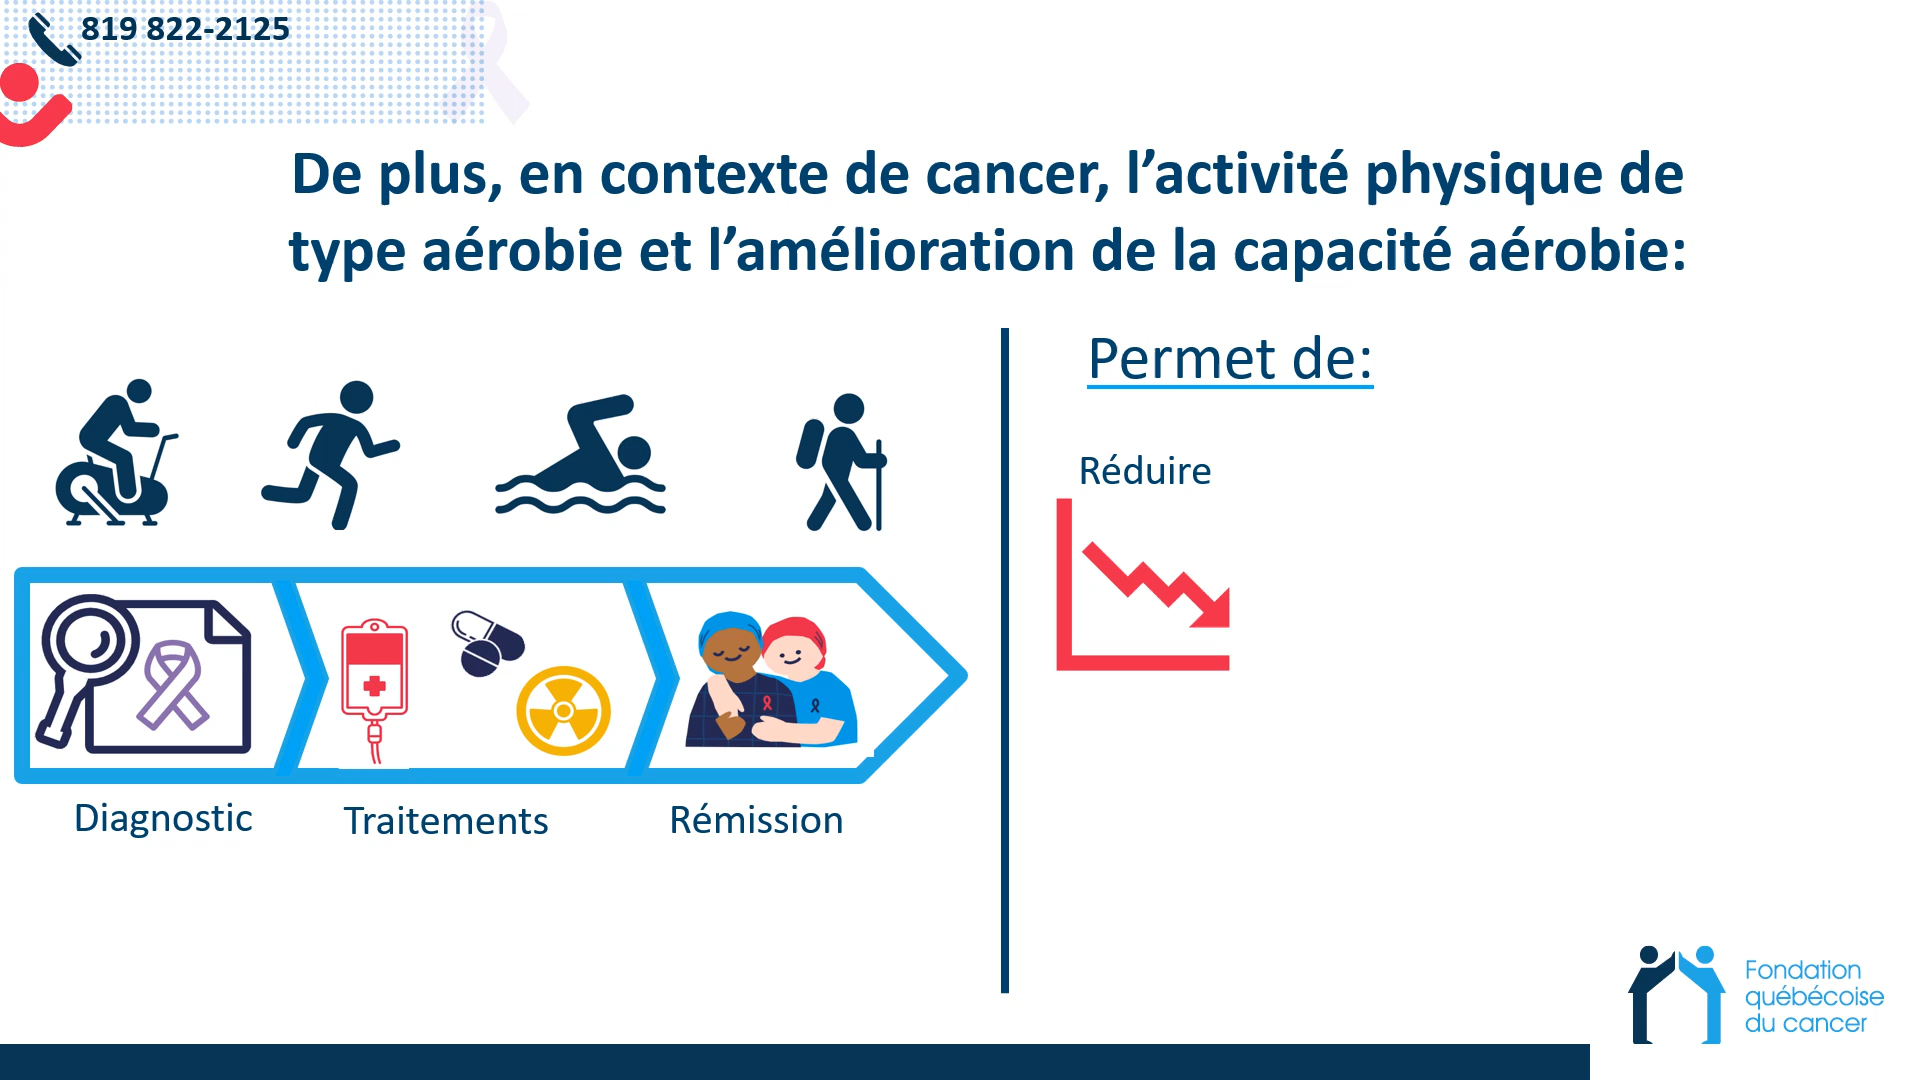 819 822-2125
De plus, en contexte de cancer, l’activité physique de
type aérobie et l’amélioration de la capacité aérobie:
Permet de:
Réduire
Diagnostic
Traitements
Rémission
Fondation
québécoise
du cancer